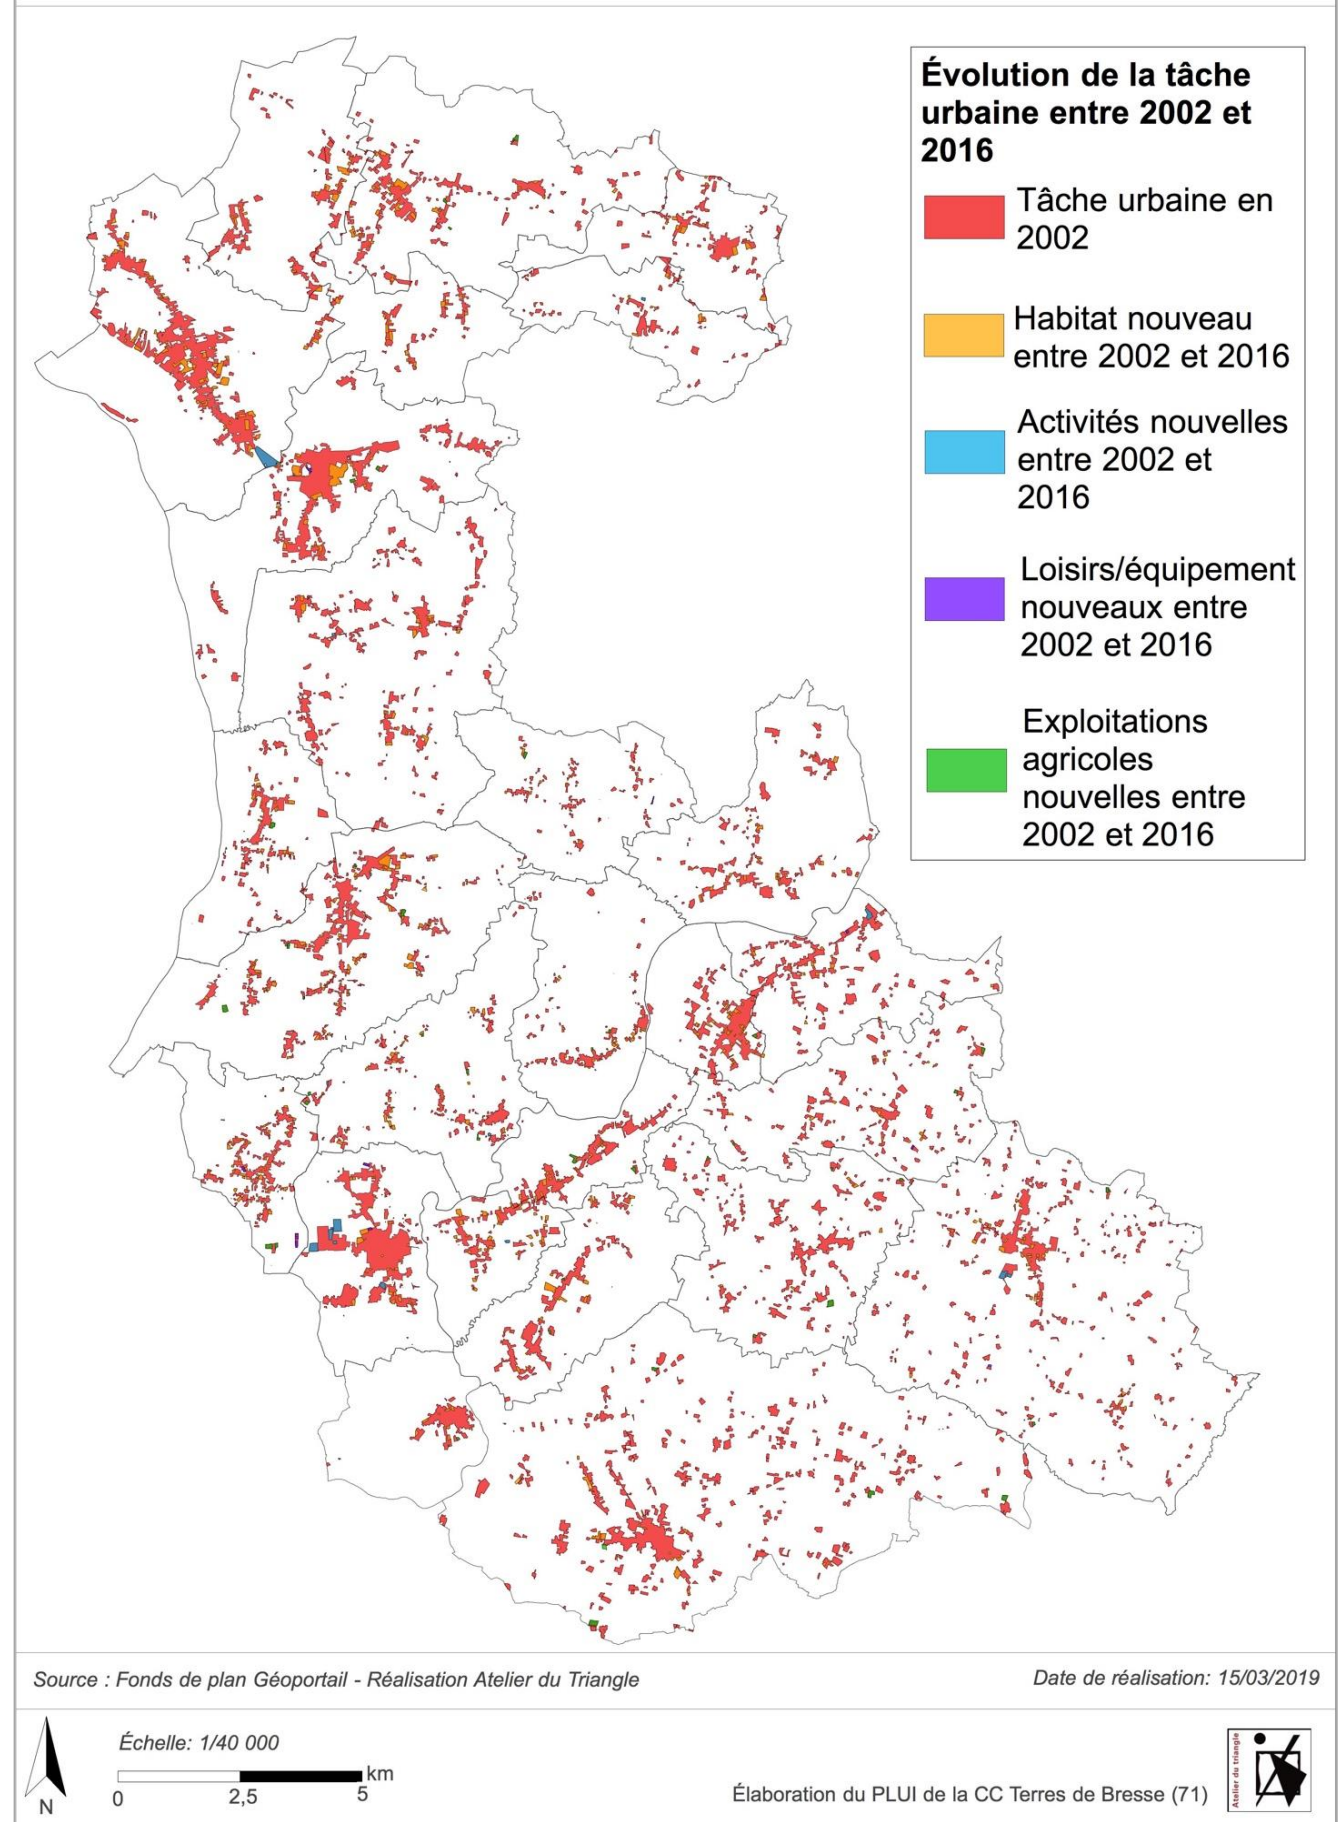 Évolution de la tâche
urbaine entre 2002 et
2016
Tâche urbaine en
2002
Habitat nouveau
entre 2002 et 2016
Activités nouvelles
entre 2002 et
2016
Loisirs/équipement
nouveaux entre
2002 et 2016
Exploitations
agricoles
nouvelles entre
2002 et 2016
Source : Fonds de plan Géoportail - Réalisation Atelier du Triangle
Date de réalisation: 15/03/2019
Échelle: 1/40 000
km
0
2,5
5
N
Élaboration du PLUI de la CC Terres de Bresse (71)
Atelier du triangle